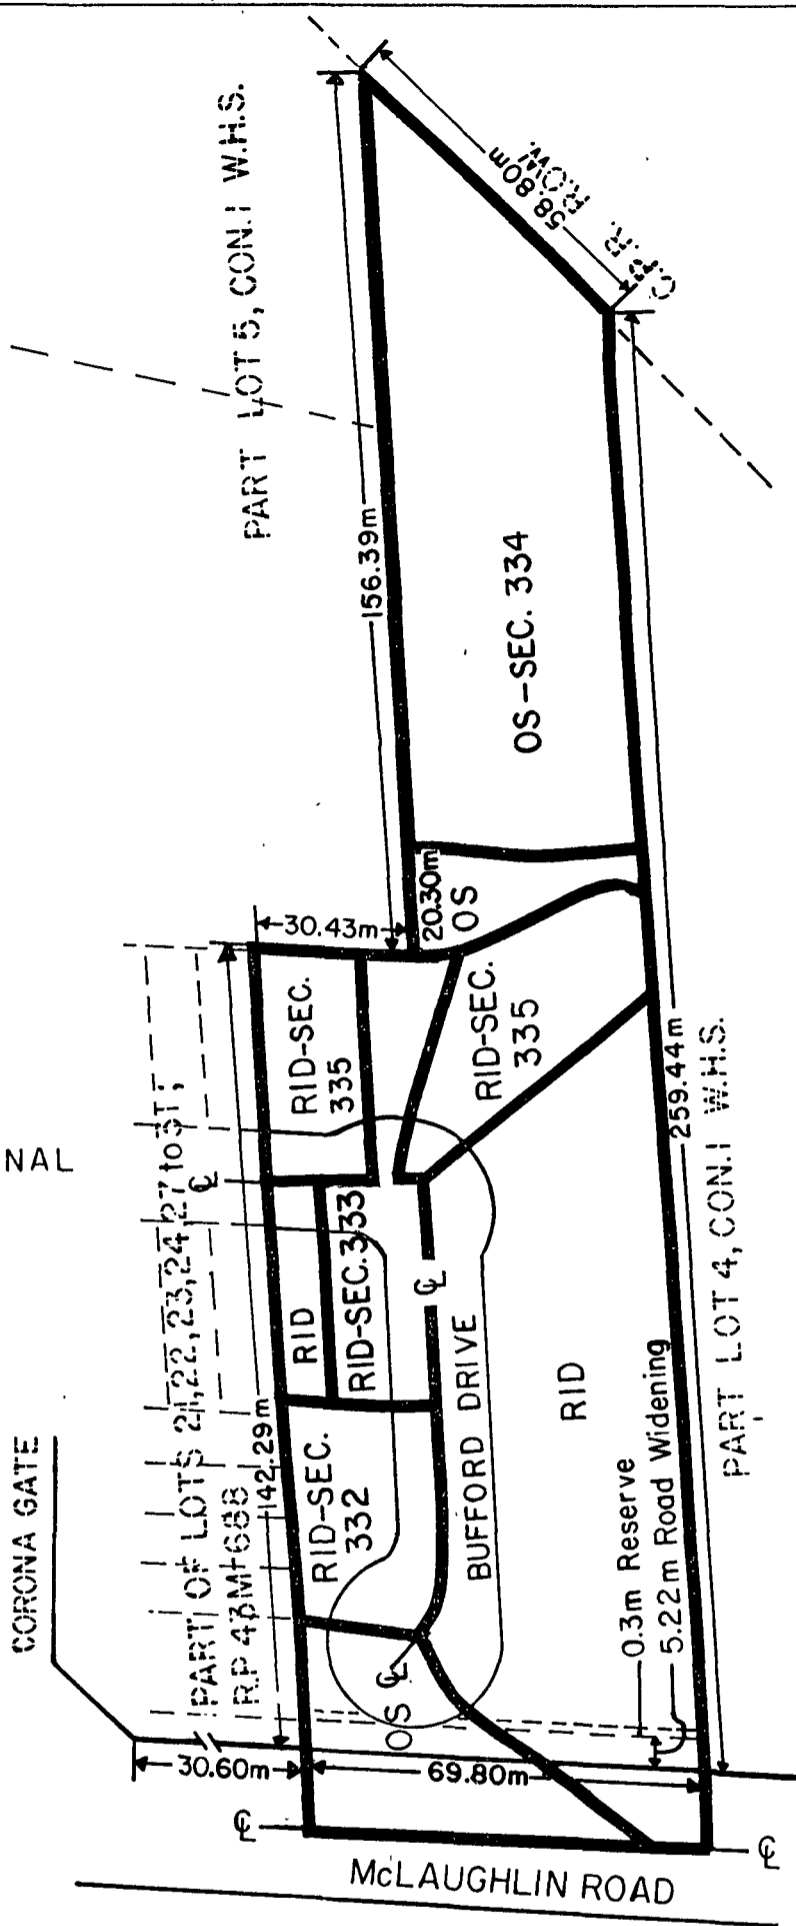 58.80m
C.P.R. R.O.W.
PART LOT 5, CON.I W.H.S.
156.39m
OS-SEC. 334
20.30m
OS
30.43m
RID-SEC.
335
RID-SEC.
335
NAL
259.44m
PART LOT 4, CON.I W.H.S.
PART OF LOTS 21,22,23,24,27 to 31,
R.P 43M-688
142.29m
RID
RID-SEC.333
RID-SEC.
332
BUFFORD DRIVE
RID
CORONA GATE
0.3m Reserve
5.22m Road Widening
OS
30.60m
69.80m
℄
℄
℄
℄
℄
McLAUGHLIN ROAD